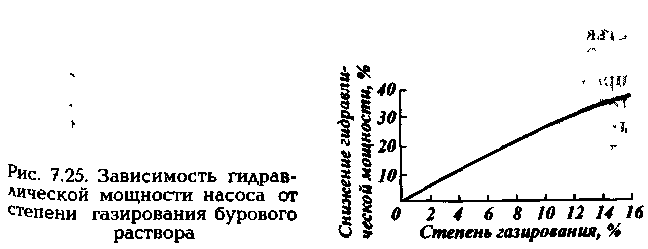 Рис. 7.25. Зависимость гидрав-
лической мощности насоса от
степени газирования бурового
раствора
Снижение гидравли-
ческой мощности, %
40
30
20
10
0 2 4 6 8 10 12 14 16
Степень газирования, %